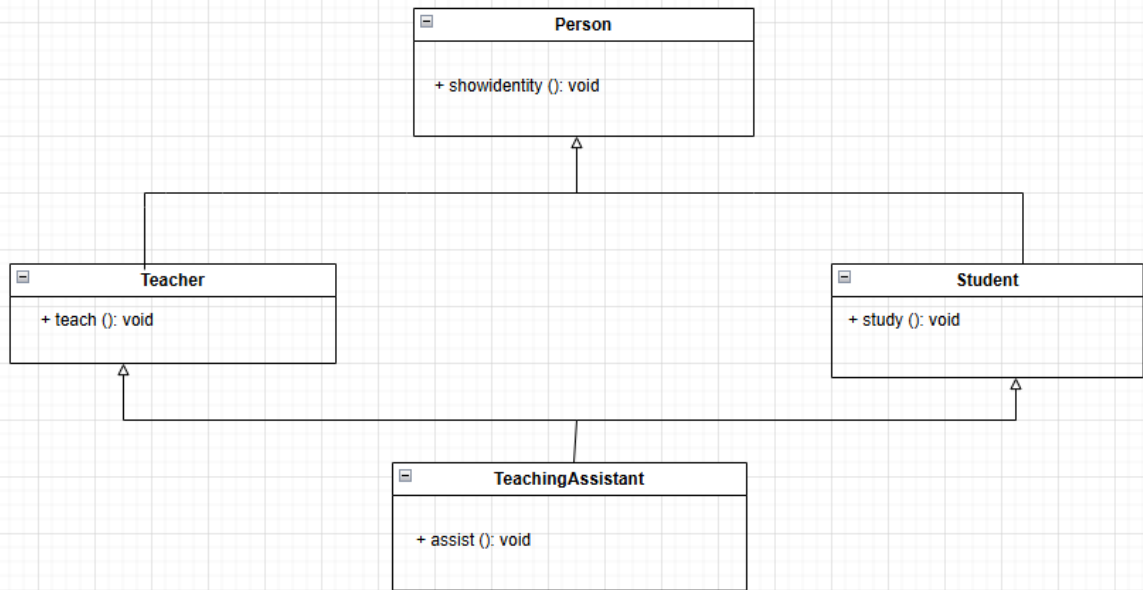 Person
+ showidentity (): void
Teacher
+ teach (): void
Student
+ study (): void
TeachingAssistant
+ assist (): void